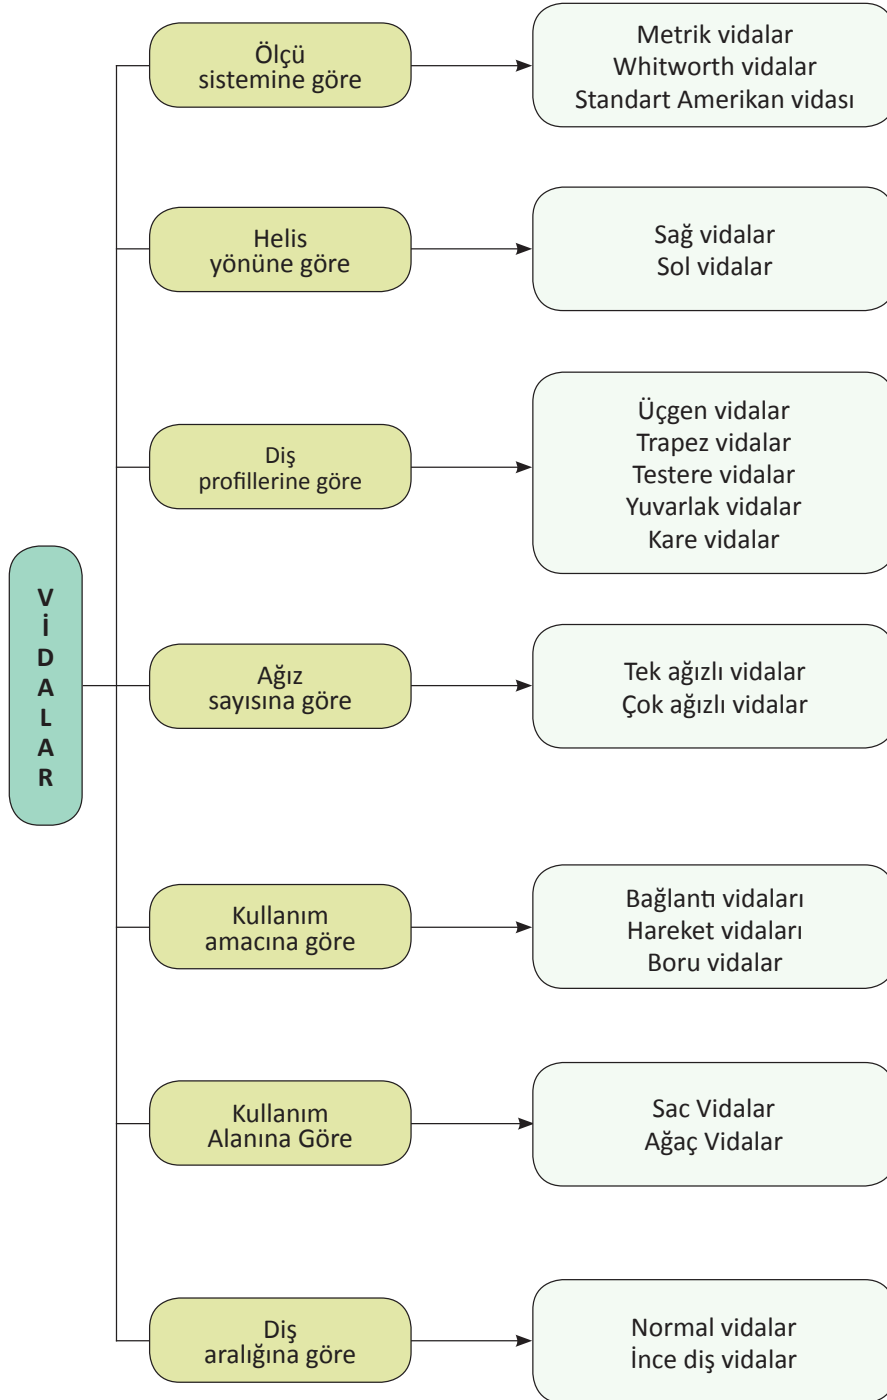 VİDALAR
Ölçü
sistemine göre
Metrik vidalar
Whitworth vidalar
Standart Amerikan vidası
Helis
yönüne göre
Sağ vidalar
Sol vidalar
Diş
profillerine göre
Üçgen vidalar
Trapez vidalar
Testere vidalar
Yuvarlak vidalar
Kare vidalar
Ağız
sayısına göre
Tek ağızlı vidalar
Çok ağızlı vidalar
Kullanım
amacına göre
Bağlantı vidaları
Hareket vidaları
Boru vidalar
Kullanım
Alanına Göre
Sac Vidalar
Ağaç Vidalar
Diş
aralığına göre
Normal vidalar
İnce diş vidalar